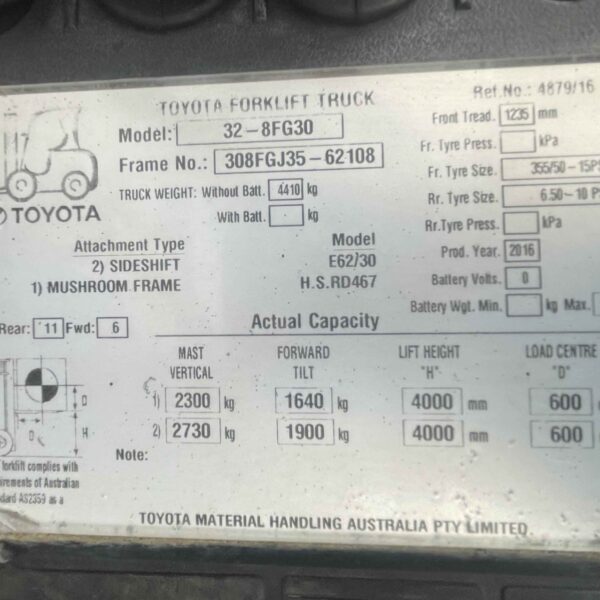 TOYOTA FORKLIFT TRUCK
Ref.No.: 4879/16
Model: 32-8FG30
Front Tread. 1235 mm
Frame No.: 308FGJ35-62108
Fr. Tyre Press. kPa
TRUCK WEIGHT: Without Batt. 4410 kg
Fr. Tyre Size. 355/50-15
With Batt. kg
Rr. Tyre Size. 6.50-10
TOYOTA
Rr.Tyre Press. kPa
Attachment Type Model
Prod. Year. 2016
2) SIDESHIFT E62/30
Battery Volts. 0
1) MUSHROOM FRAME H.S.RD467
Battery Wgt. Min. kg Max.
Rear: 11 Fwd: 6
Actual Capacity
MAST VERTICAL
FORWARD TILT
LIFT HEIGHT "H"
LOAD CENTRE "D"
1) 2300 kg 1640 kg 4000 mm 600
2) 2730 kg 1900 kg 4000 mm 600
D
D H
Note:
forklift complies with
irements of Australian
dard AS2359 as a
TOYOTA MATERIAL HANDLING AUSTRALIA PTY LIMITED